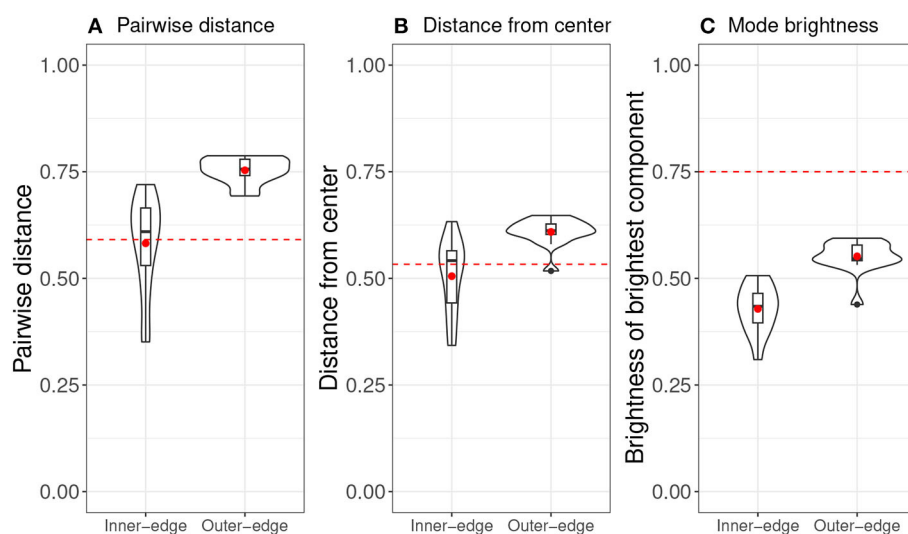 A Pairwise distance
B Distance from center
C Mode brightness
Pairwise distance
1.00
0.75
0.50
0.25
0.00
Inner-edge Outer-edge
Distance from center
1.00
0.75
0.50
0.25
0.00
Inner-edge Outer-edge
Brightness of brightest component
1.00
0.75
0.50
0.25
0.00
Inner-edge Outer-edge